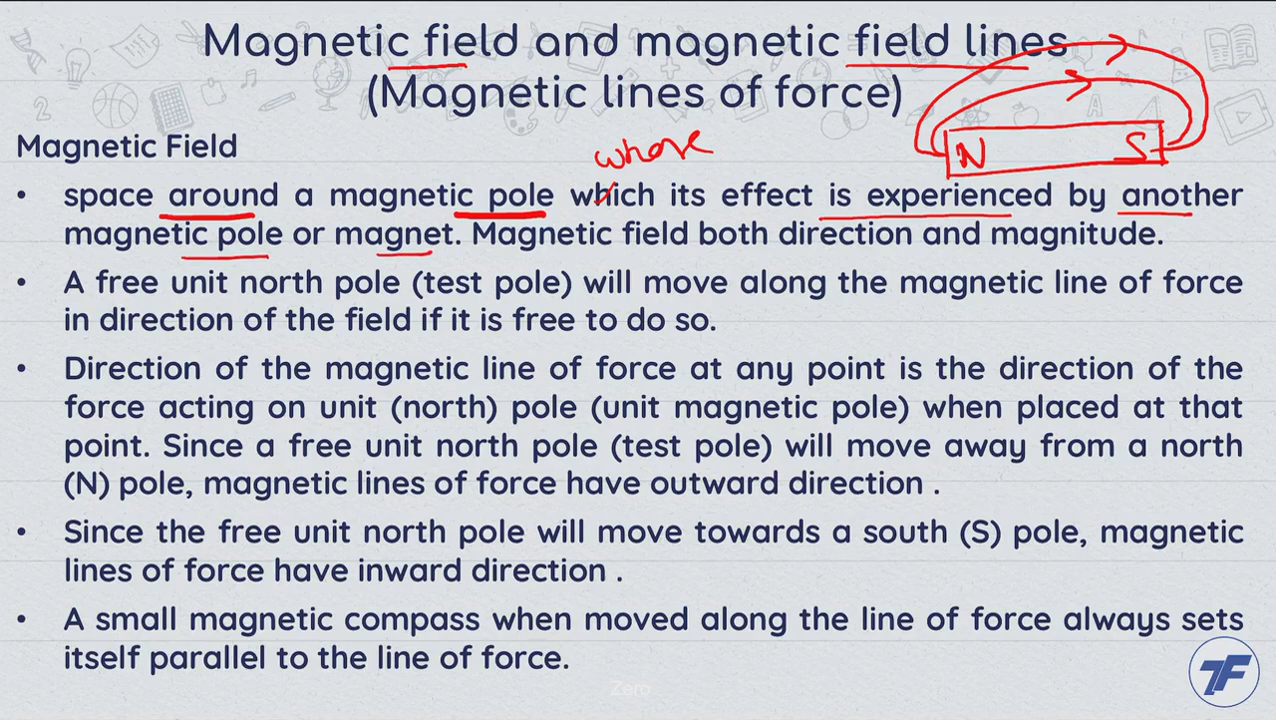 Magnetic field and magnetic field lines
(Magnetic lines of force)
N S
Magnetic Field
whose
• space around a magnetic pole which its effect is experienced by another
magnetic pole or magnet. Magnetic field both direction and magnitude.
• A free unit north pole (test pole) will move along the magnetic line of force
in direction of the field if it is free to do so.
• Direction of the magnetic line of force at any point is the direction of the
force acting on unit (north) pole (unit magnetic pole) when placed at that
point. Since a free unit north pole (test pole) will move away from a north
(N) pole, magnetic lines of force have outward direction .
• Since the free unit north pole will move towards a south (S) pole, magnetic
lines of force have inward direction .
• A small magnetic compass when moved along the line of force always sets
itself parallel to the line of force.
Zero